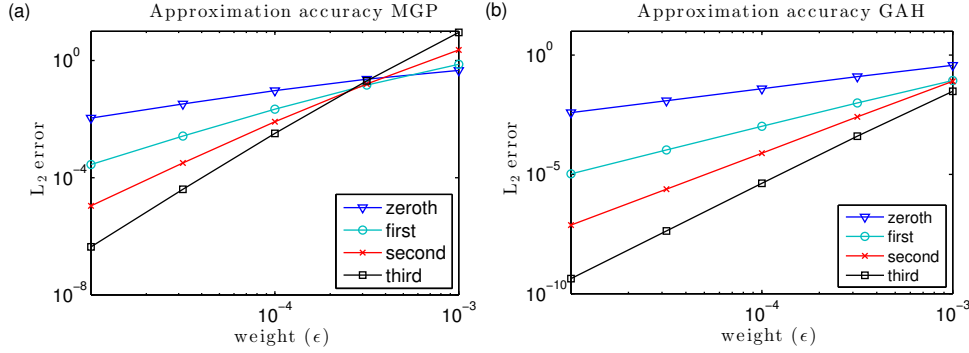 (a)
Approximation accuracy MGP
10^0
10^-4
10^-8
L_2 error
zeroth
first
second
third
10^-4
10^-3
weight (ϵ)
(b)
Approximation accuracy GAH
10^0
10^-5
10^-10
L_2 error
zeroth
first
second
third
10^-4
10^-3
weight (ϵ)